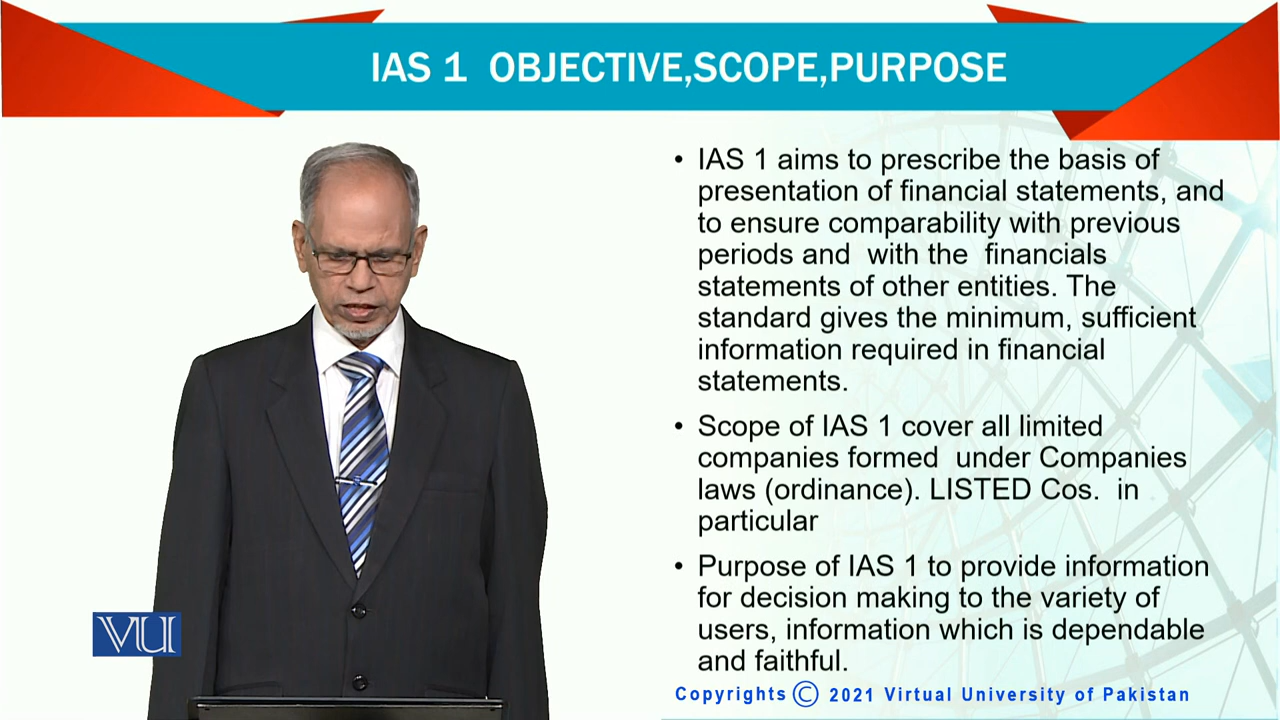 IAS 1 OBJECTIVE,SCOPE,PURPOSE
• IAS 1 aims to prescribe the basis of
presentation of financial statements, and
to ensure comparability with previous
periods and with the financials
statements of other entities. The
standard gives the minimum, sufficient
information required in financial
statements.
• Scope of IAS 1 cover all limited
companies formed under Companies
laws (ordinance). LISTED Cos. in
particular
• Purpose of IAS 1 to provide information
for decision making to the variety of
users, information which is dependable
and faithful.
VU
Copyrights © 2021 Virtual University of Pakistan